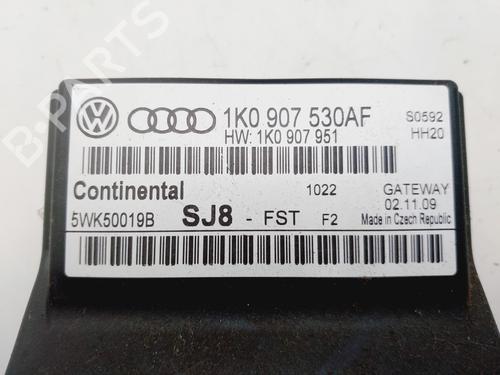 B-PARTS
1K0 907 530AF S0592
HW: 1K0 907 951 HH20
Continental 1022 GATEWAY
5WK50019B SJ8 - FST F2 02.11.09
Made in Czech Republic